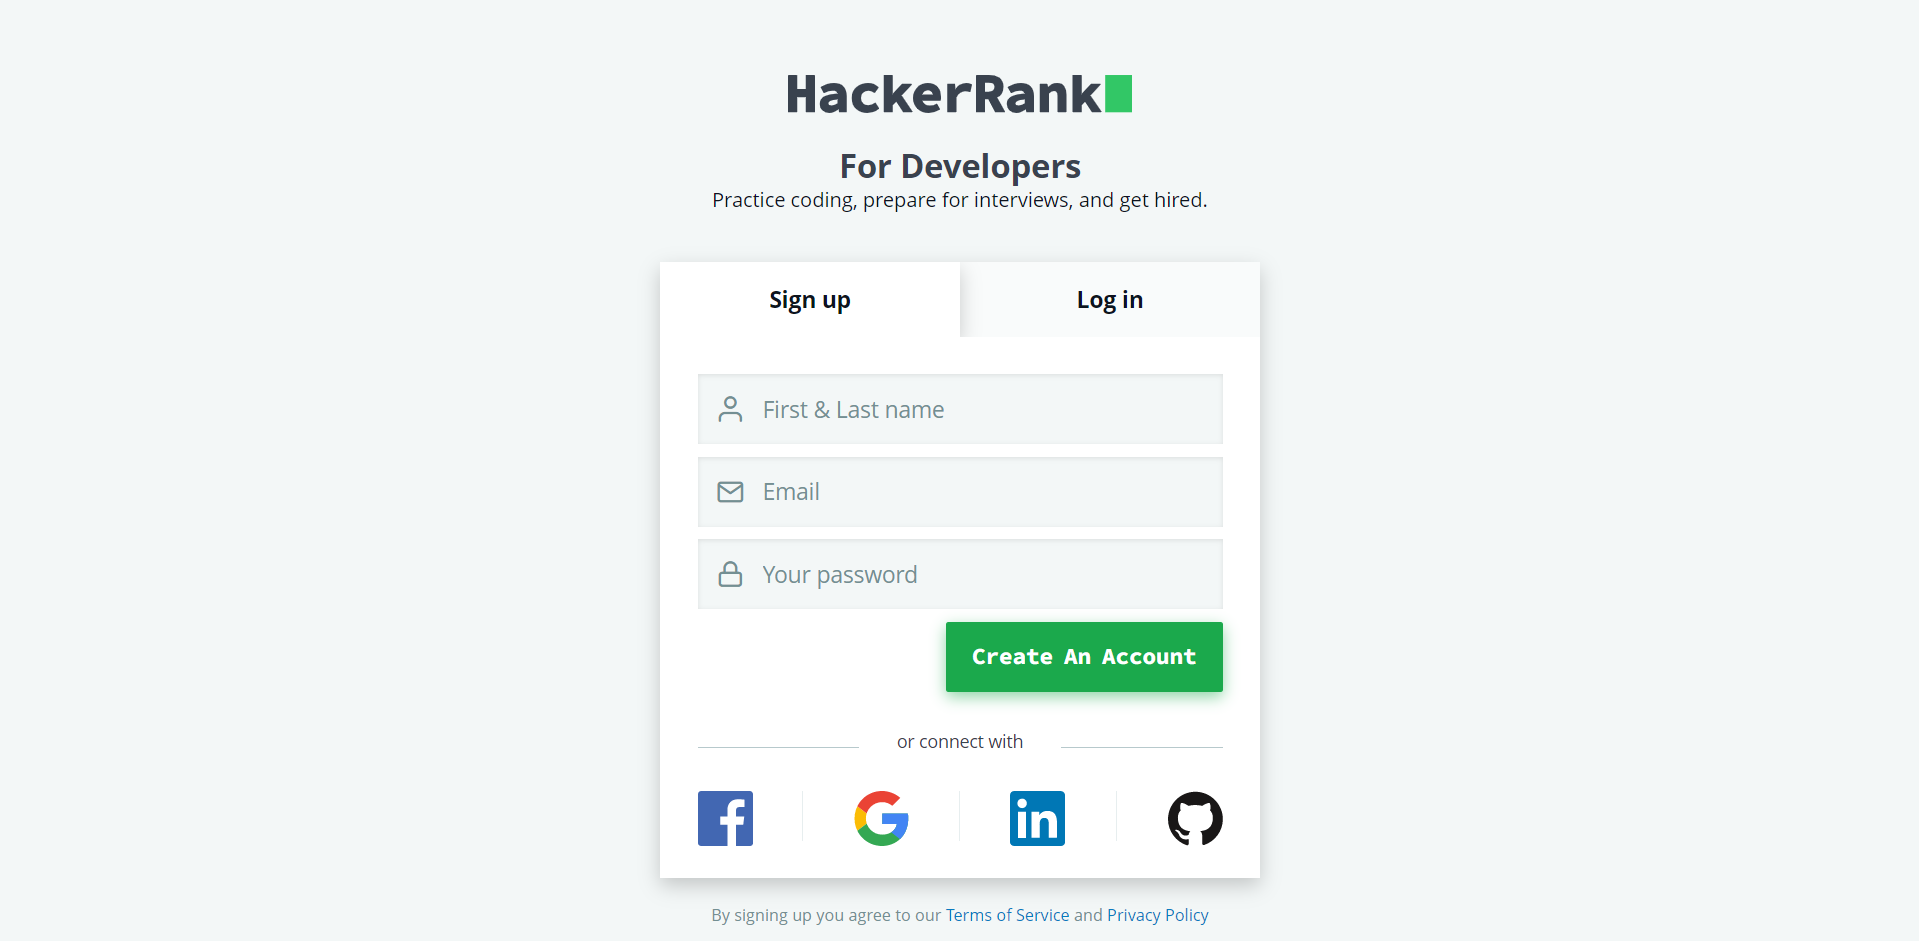 HackerRank
For Developers
Practice coding, prepare for interviews, and get hired.
Sign up
Log in
First & Last name
Email
Your password
Create An Account
or connect with
By signing up you agree to our Terms of Service and Privacy Policy